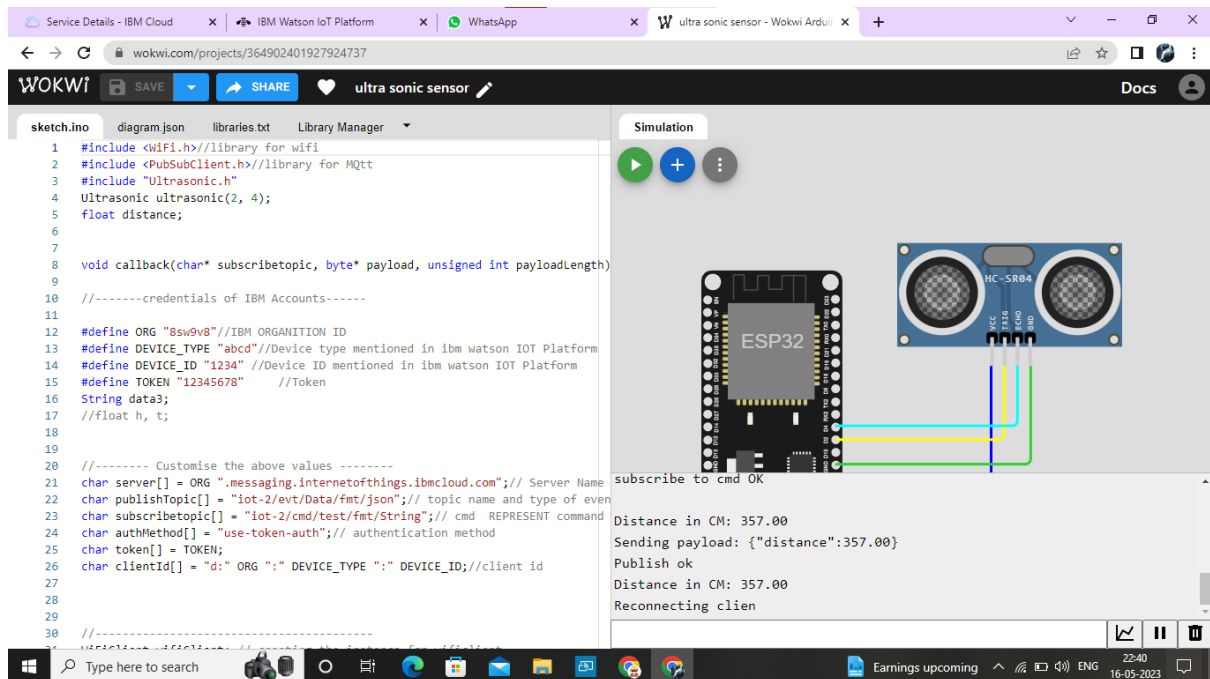 Service Details - IBM Cloud
IBM Watson IoT Platform
WhatsApp
ultra sonic sensor - Wokwi Arduin
wokwi.com/projects/364902401927924737
WOKWi SAVE SHARE ultra sonic sensor Docs
sketch.ino diagram.json libraries.txt Library Manager
1 #include <WiFi.h>//library for wifi
2 #include <PubSubClient.h>//library for MQtt
3 #include "Ultrasonic.h"
4 Ultrasonic ultrasonic(2, 4);
5 float distance;
6
7
8 void callback(char* subscribetopic, byte* payload, unsigned int payloadLength)
9
10 //-------credentials of IBM Accounts------
11
12 #define ORG "8sw9v8"//IBM ORGANITION ID
13 #define DEVICE_TYPE "abcd"//Device type mentioned in ibm watson IOT Platform
14 #define DEVICE_ID "1234" //Device ID mentioned in ibm watson IOT Platform
15 #define TOKEN "12345678" //Token
16 String data3;
17 //float h, t;
18
19
20 //-------- Customise the above values --------
21 char server[] = ORG ".messaging.internetofthings.ibmcloud.com";// Server Name
22 char publishTopic[] = "iot-2/evt/Data/fmt/json";// topic name and type of even
23 char subscribetopic[] = "iot-2/cmd/test/fmt/String";// cmd REPRESENT command
24 char authMethod[] = "use-token-auth";// authentication method
25 char token[] = TOKEN;
26 char clientId[] = "d:" ORG ":" DEVICE_TYPE ":" DEVICE_ID;//client id
27
28
29
30 //-----------------------------------------
Simulation
HC-SR04
VCC
TRIG
ECHO
GND
ESP32
subscribe to cmd OK
Distance in CM: 357.00
Sending payload: {"distance":357.00}
Publish ok
Distance in CM: 357.00
Reconnecting clien
Type here to search
Earnings upcoming
ENG
22:40
16-05-2023